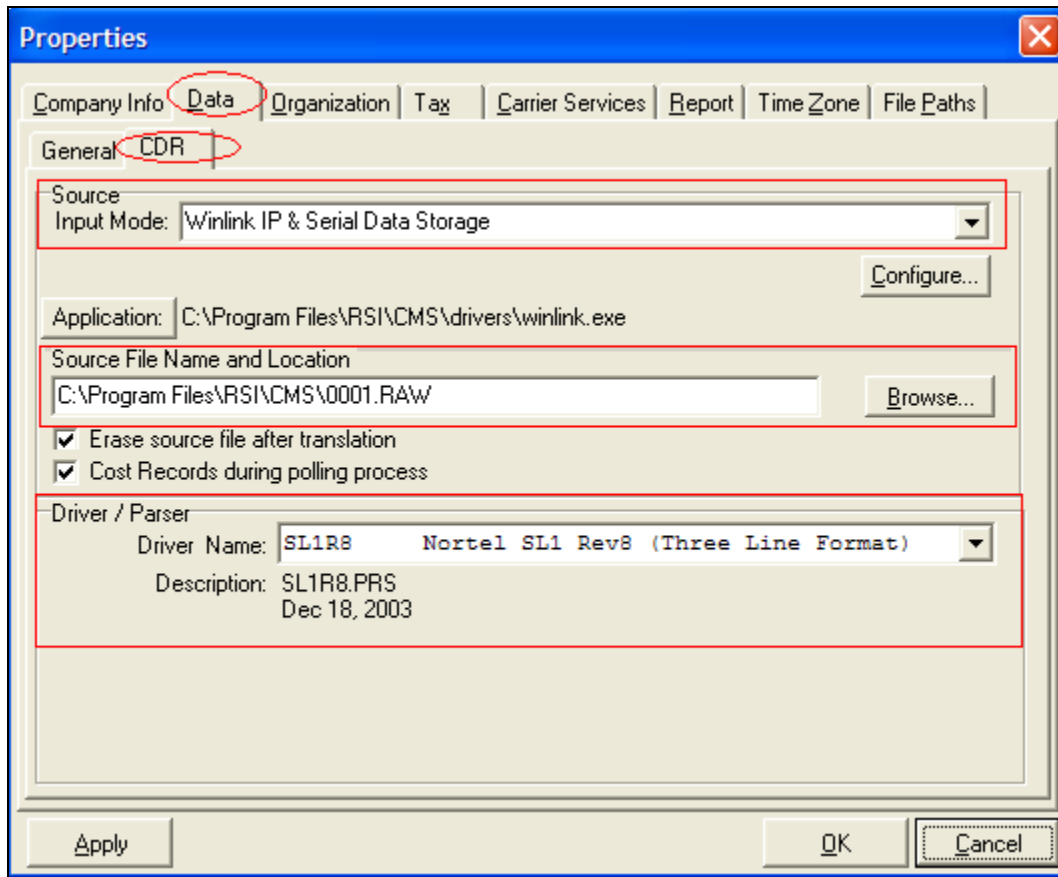 Properties
Company Info Data Organization Tax Carrier Services Report Time Zone File Paths
General CDR
Source
Input Mode: Winlink IP & Serial Data Storage
Configure...
Application: C:\Program Files\RSI\CMS\drivers\winlink.exe
Source File Name and Location
C:\Program Files\RSI\CMS\0001.RAW Browse...
Erase source file after translation
Cost Records during polling process
Driver / Parser
Driver Name: SL1R8 Nortel SL1 Rev8 (Three Line Format)
Description: SL1R8.PRS
Dec 18, 2003
Apply OK Cancel